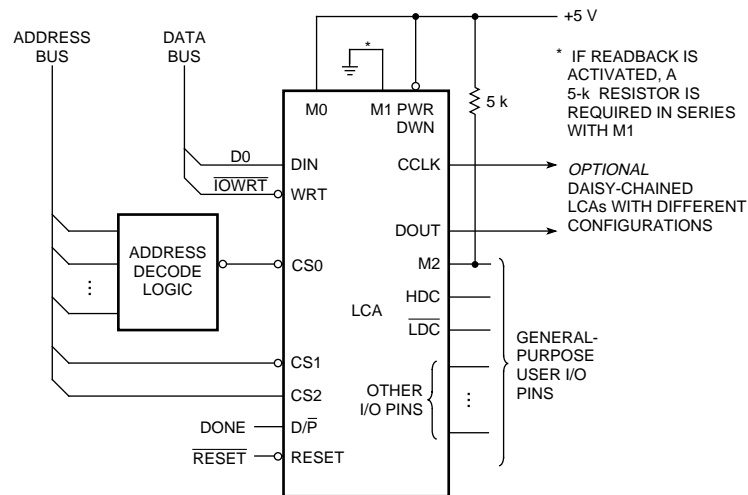 +5 V
ADDRESS
BUS
DATA
BUS
*
* IF READBACK IS
ACTIVATED, A
5-k RESISTOR IS
REQUIRED IN SERIES
WITH M1
5 k
M0
M1
PWR
DWN
D0
DIN
CCLK
OPTIONAL
DAISY-CHAINED
LCAs WITH DIFFERENT
CONFIGURATIONS
IOWRT
WRT
DOUT
ADDRESS
DECODE
LOGIC
...
CS0
M2
HDC
LCA
LDC
GENERAL-
PURPOSE
USER I/O
PINS
CS1
CS2
OTHER
I/O PINS
...
DONE
D/P
RESET
RESET